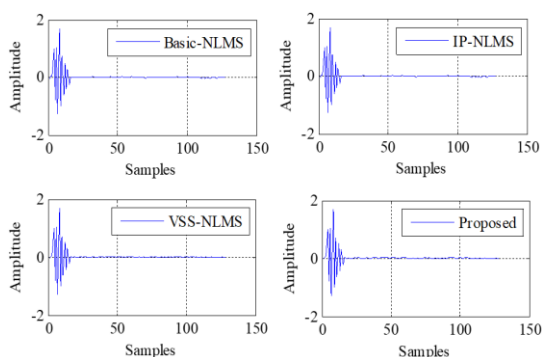 2
Basic-NLMS
Amplitude
0
-2
0 50 100 150
Samples
2
IP-NLMS
Amplitude
0
-2
0 50 100 150
Samples
2
VSS-NLMS
Amplitude
0
-2
0 50 100 150
Samples
2
Proposed
Amplitude
0
-2
0 50 100 150
Samples